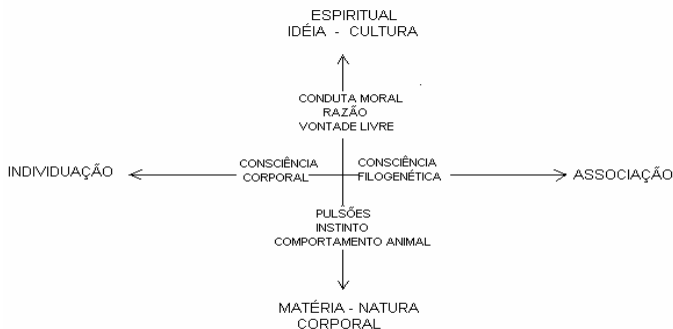 ESPIRITUAL
IDÉIA - CULTURA
CONDUTA MORAL
RAZÃO
VONTADE LIVRE
INDIVIDUAÇÃO
CONSCIÊNCIA
CORPORAL
CONSCIÊNCIA
FILOGENÉTICA
ASSOCIAÇÃO
PULSÕES
INSTINTO
COMPORTAMENTO ANIMAL
MATÉRIA - NATURA
CORPORAL